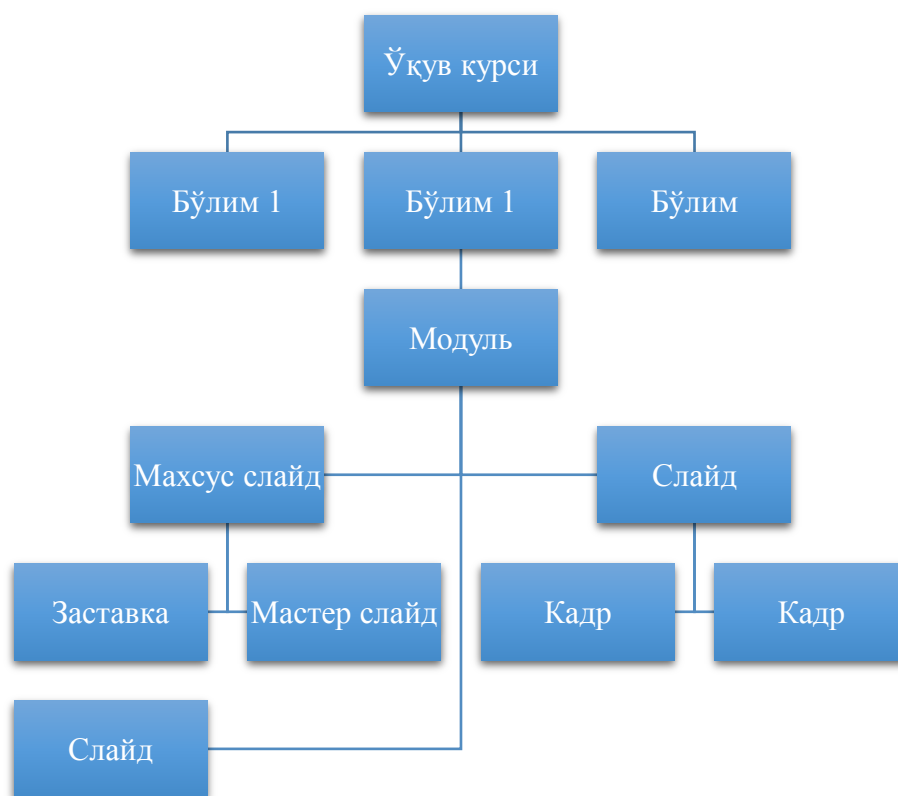 Ўқув курси
Бўлим 1
Бўлим 1
Бўлим
Модуль
Махсус слайд
Слайд
Заставка
Мастер слайд
Кадр
Кадр
Слайд